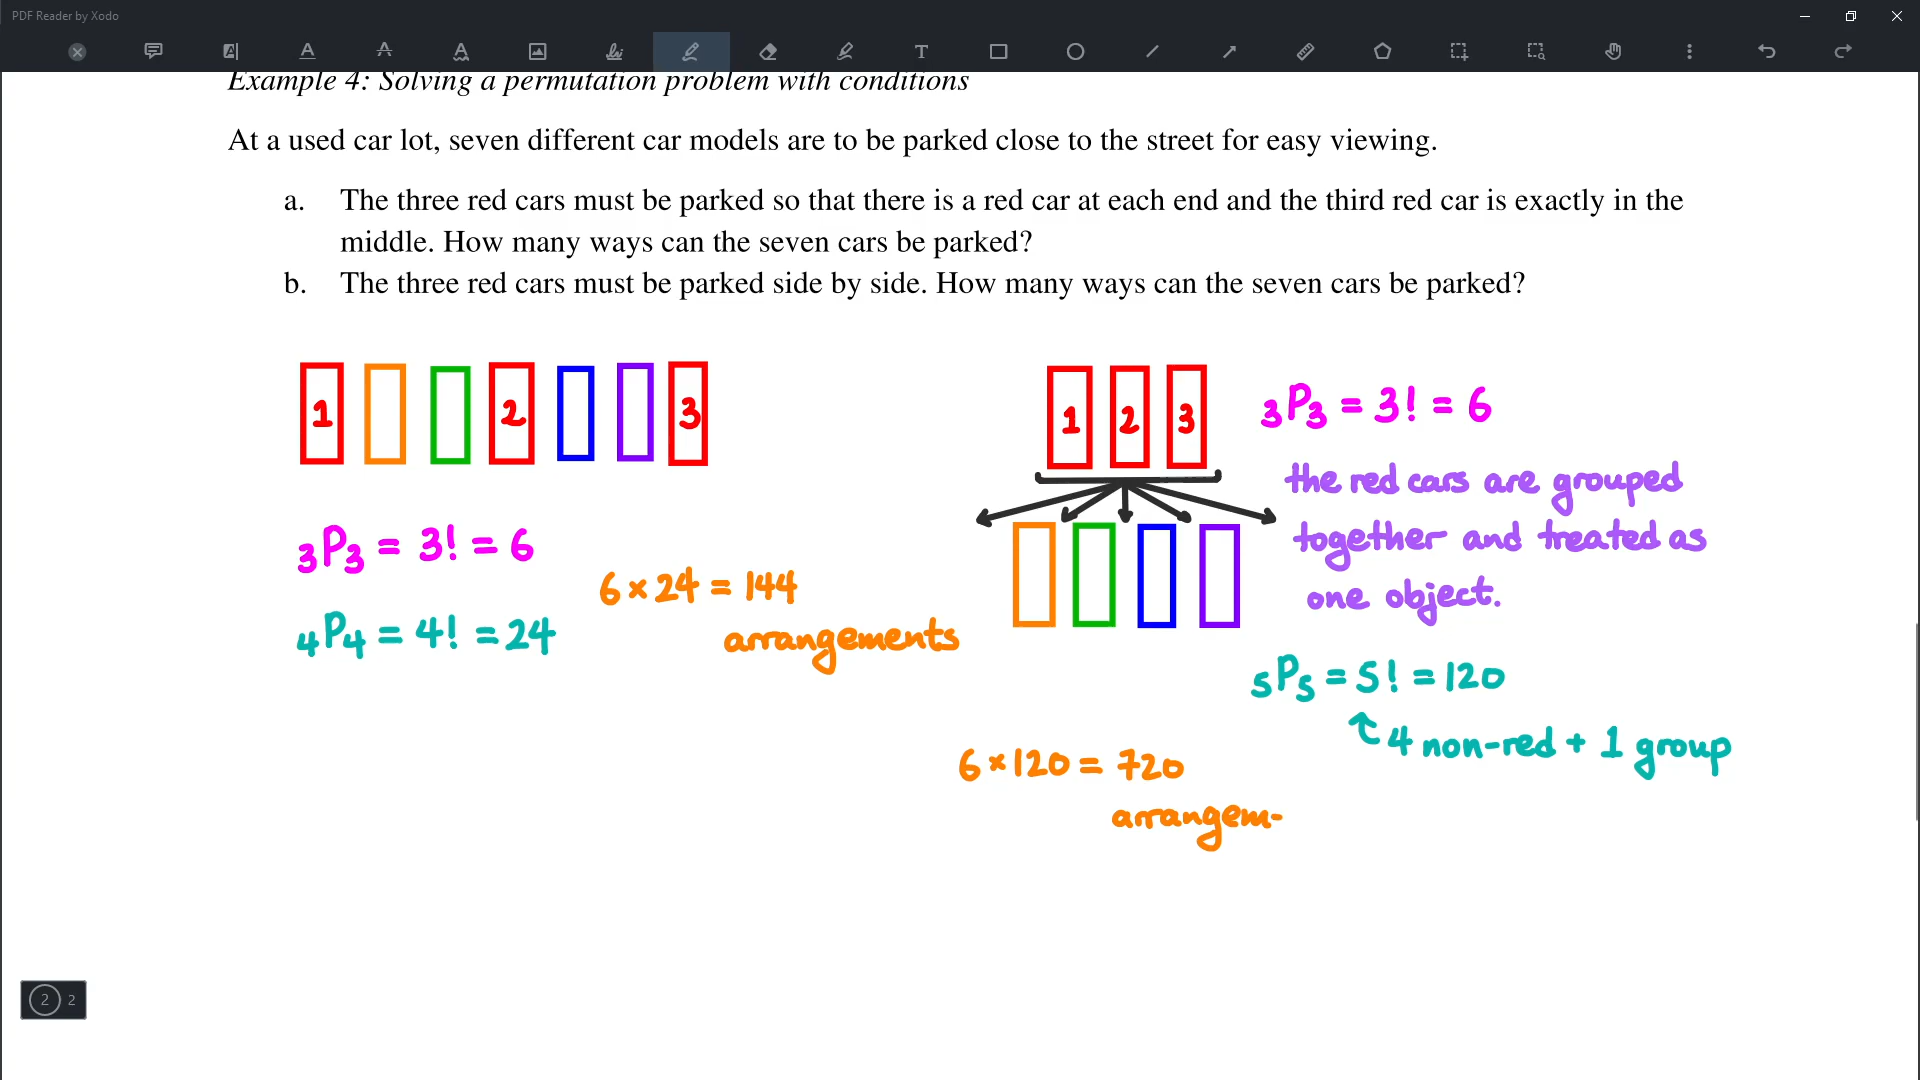 PDF Reader by Xodo
Example 4: Solving a permutation problem with conditions
At a used car lot, seven different car models are to be parked close to the street for easy viewing.
a. The three red cars must be parked so that there is a red car at each end and the third red car is exactly in the
middle. How many ways can the seven cars be parked?
b. The three red cars must be parked side by side. How many ways can the seven cars be parked?
1 2 3
₃P₃ = 3! = 6
₄P₄ = 4! = 24
6 × 24 = 144
arrangements
1 2 3
₃P₃ = 3! = 6
the red cars are grouped
together and treated as
one object.
₅P₅ = 5! = 120
4 non-red + 1 group
6 × 120 = 720
arrangem-
2 2